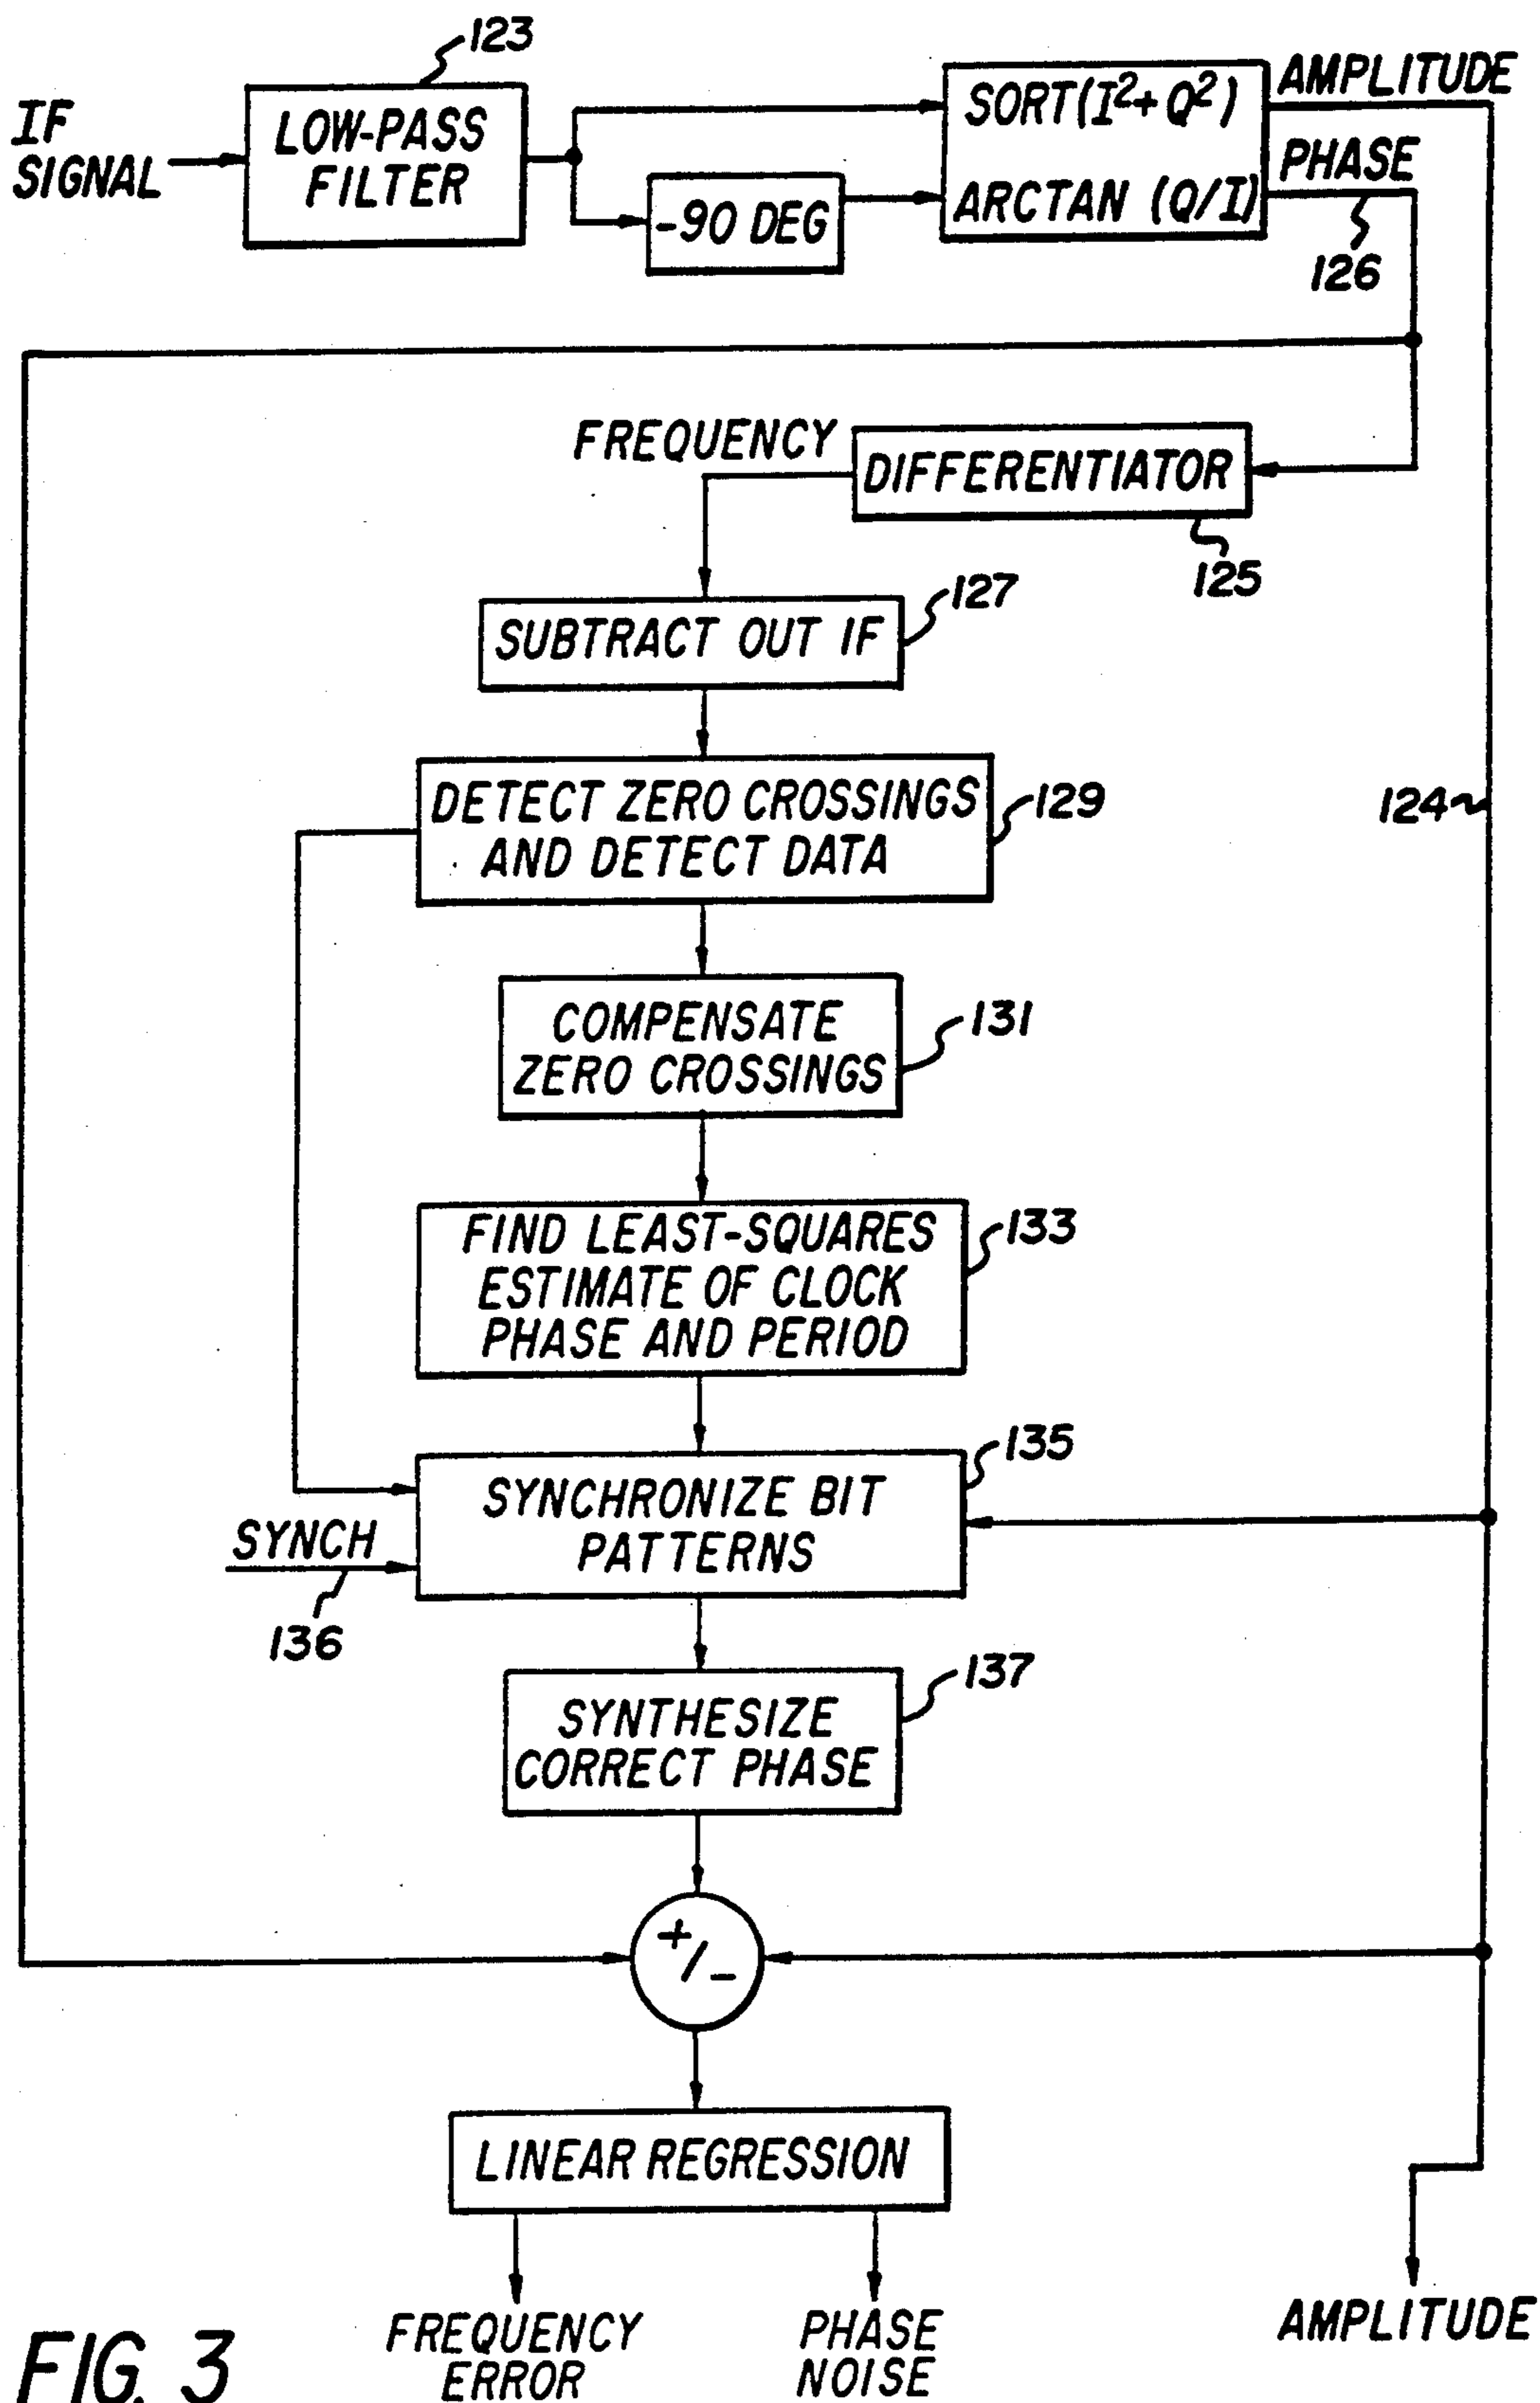 123
IF
SIGNAL
LOW-PASS
FILTER
-90 DEG
SQRT(I²+Q²)
ARCTAN (Q/I)
AMPLITUDE
PHASE
126
FREQUENCY
DIFFERENTIATOR
125
SUBTRACT OUT IF
127
DETECT ZERO CROSSINGS
AND DETECT DATA
129
124
COMPENSATE
ZERO CROSSINGS
131
FIND LEAST-SQUARES
ESTIMATE OF CLOCK
PHASE AND PERIOD
133
SYNCHRONIZE BIT
PATTERNS
135
SYNCH
136
SYNTHESIZE
CORRECT PHASE
137
+/-
LINEAR REGRESSION
FREQUENCY
ERROR
PHASE
NOISE
AMPLITUDE
FIG. 3